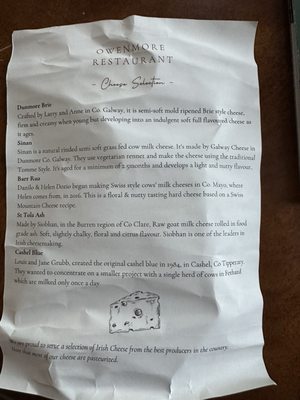 OWENMORE
RESTAURANT
~ Cheese Selection ~
Dunmore Brie
Crafted by Larry and Anne in Co. Galway, it is semi-soft mold ripened Brie style cheese,
firm and creamy when young but developing into an indulgent soft full flavoured cheese as
it ages.
Sinan
Sinan is a natural rinded semi soft grass fed cow milk cheese. It's made by Galway Cheese in
Dunmore Co. Galway. They use vegetarian rennet and make the cheese using the traditional
Tomme Style. It's aged for a minimum of 3 months and develops a light and nutty flavour.
Barr Rua
Danilo & Helen Dozio began making Swiss style cows' milk cheeses in Co. Mayo, where
Helen comes from, in 2016. This is a floral & nutty tasting hard cheese based on a Swiss
Mountain Cheese recipe.
St Tola Ash
Made by Siobhan, in the Burren region of Co Clare, Raw goat milk cheese rolled in food
grade ash. Soft, slightly chalky, floral and citrus flavour. Siobhan is one of the leaders in
Irish cheesemaking.
Cashel Blue
Louis and Jane Grubb, created the original cashel blue in 1984, in Cashel, Co Tipperary.
They wanted to concentrate on a smaller project with a single herd of cows in Fethard
which are milked only once a day.
We are proud to serve a selection of Irish Cheese from the best producers in the country.
Note that most of our cheese are pasteurized.